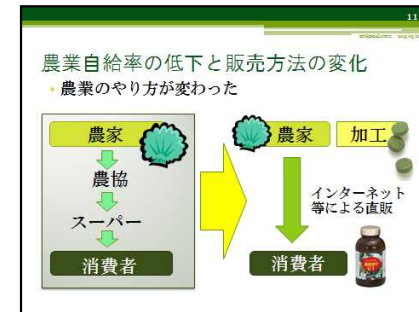 11
農業自給率の低下と販売方法の変化
・農業のやり方が変わった
農家
農協
スーパー
消費者
農家
加工
インターネット
等による直販
消費者